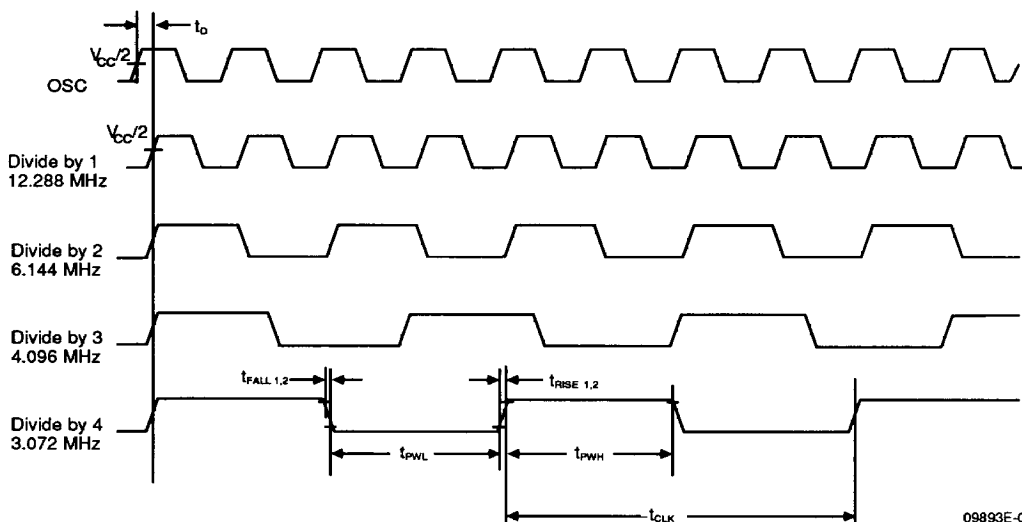 t_D
V_CC/2
OSC
V_CC/2
Divide by 1
12.288 MHz
Divide by 2
6.144 MHz
Divide by 3
4.096 MHz
t_FALL 1,2
t_RISE 1,2
Divide by 4
3.072 MHz
t_PWL
t_PWH
t_CLK